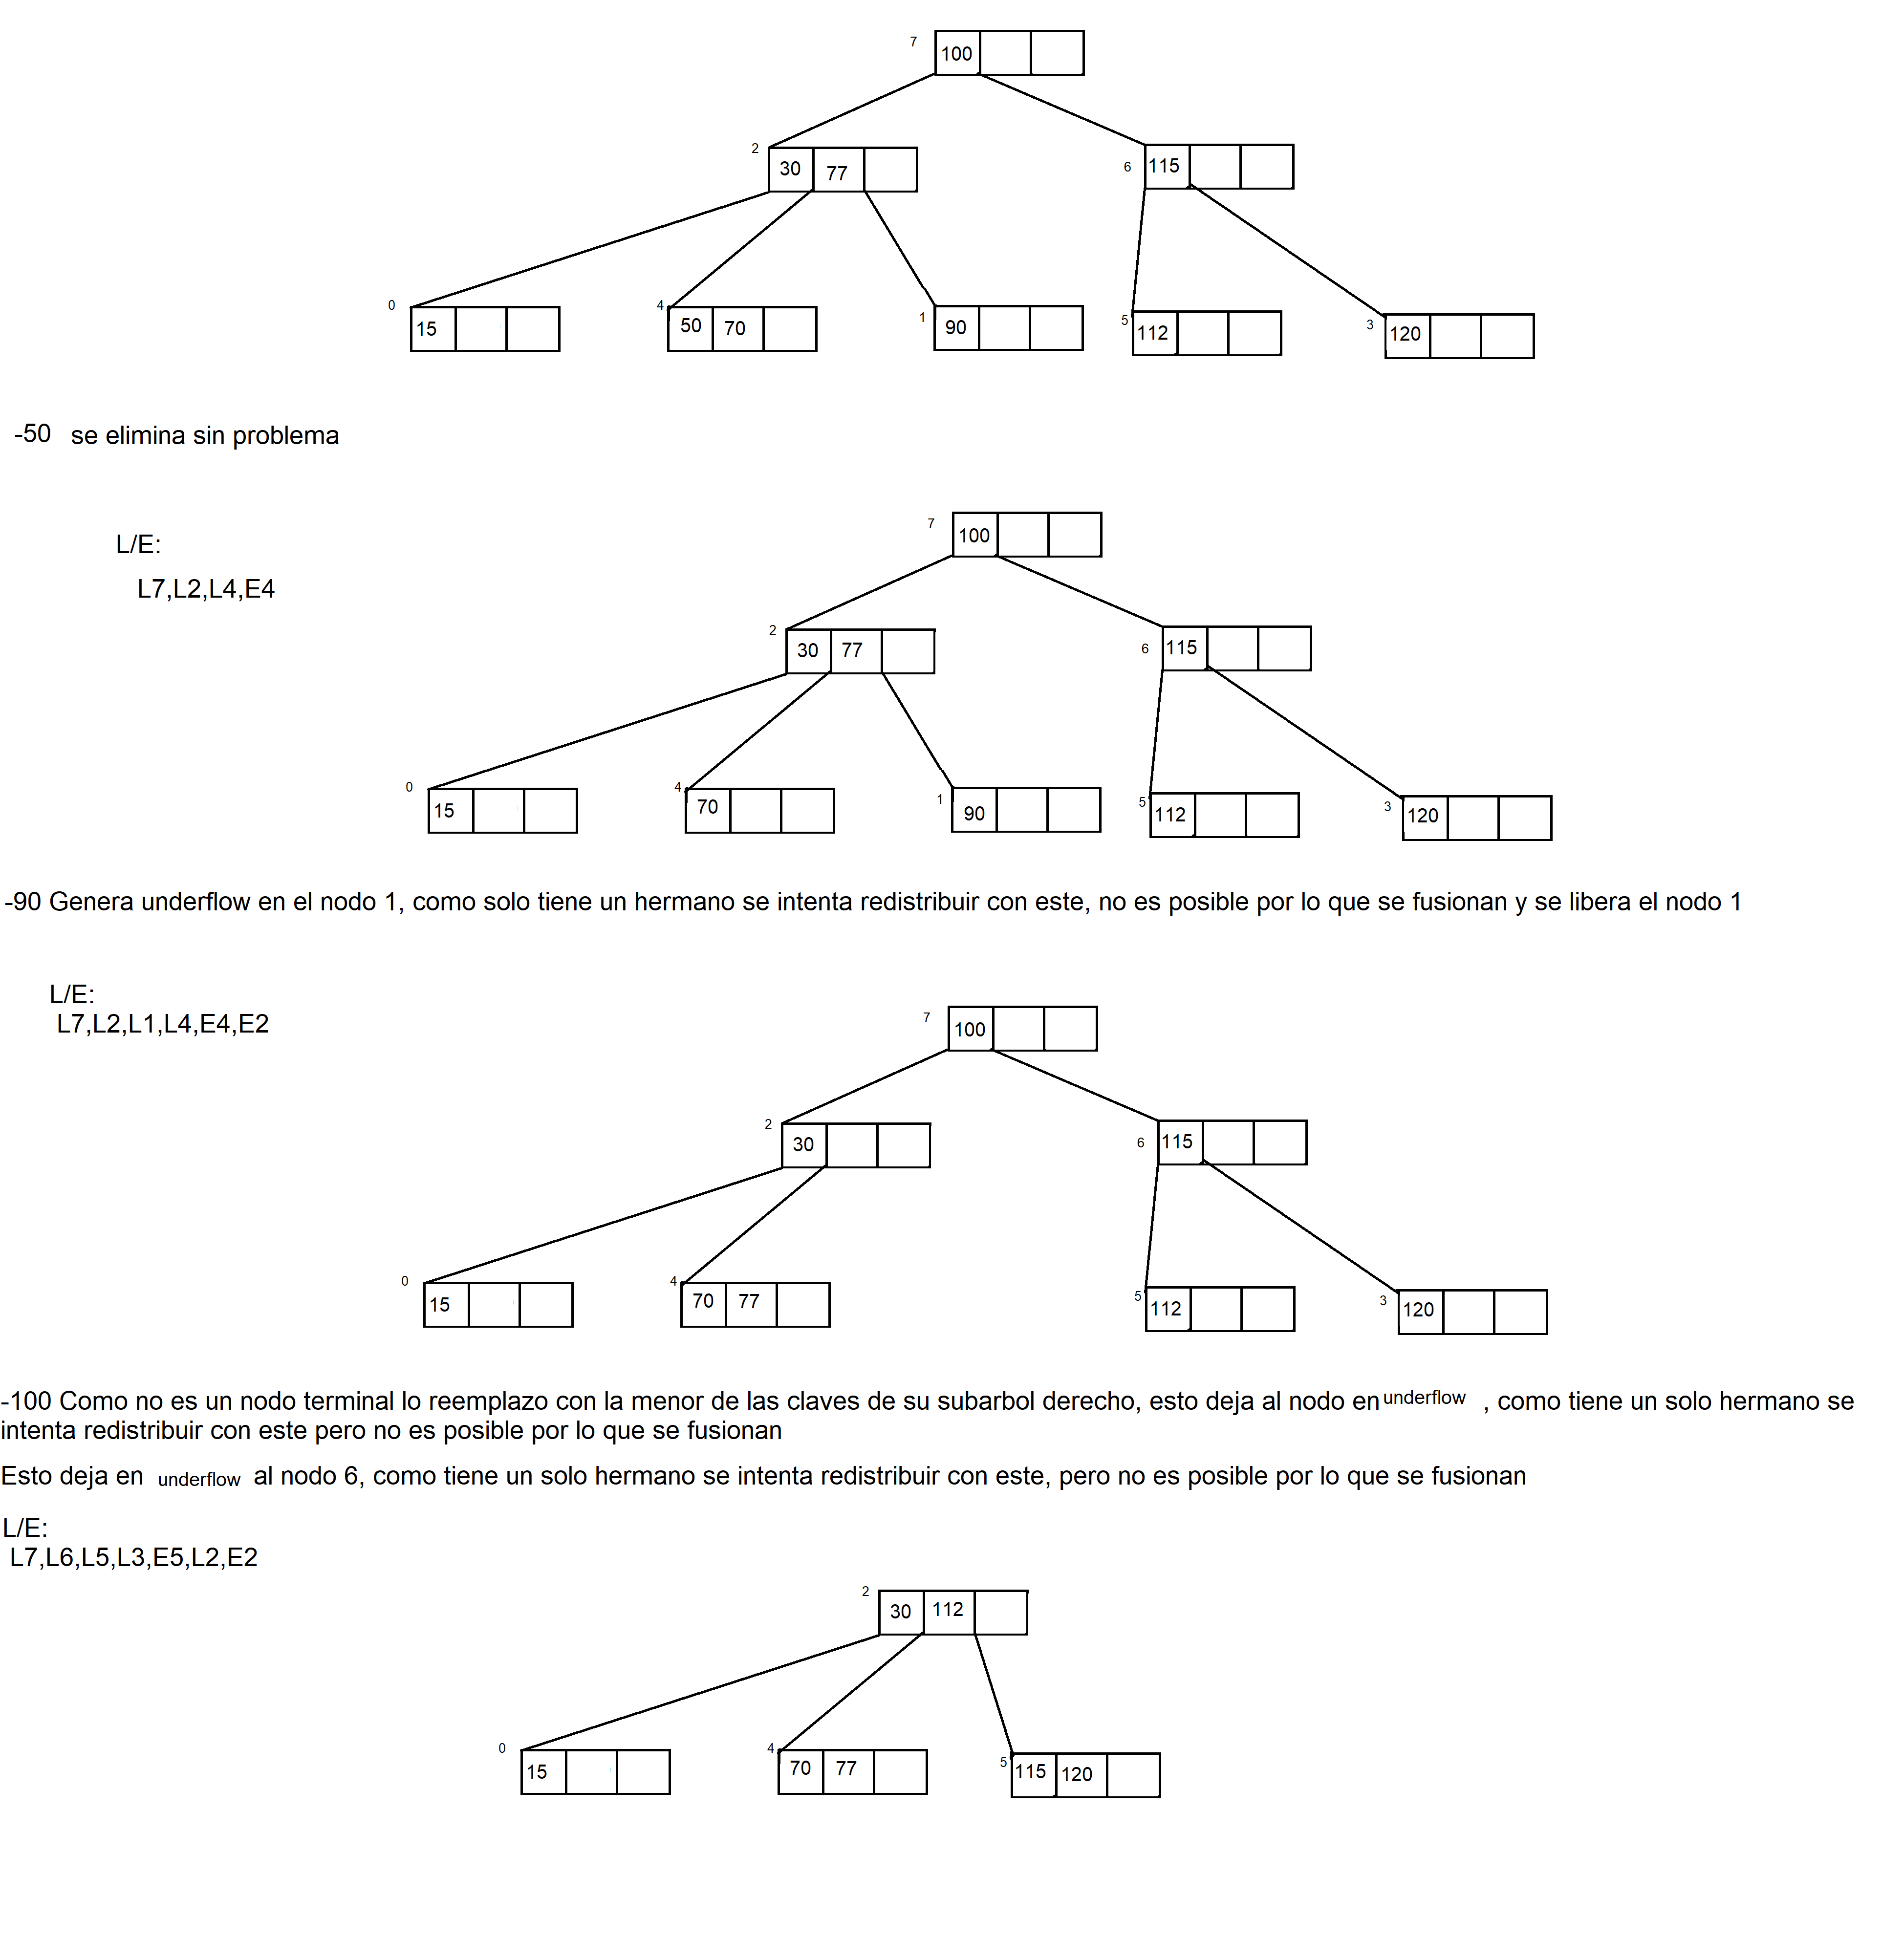 7 100
2 30 77
6 115
0 15
4 50 70
1 90
5 112
3 120
-50 se elimina sin problema
L/E:
L7,L2,L4,E4
7 100
2 30 77
6 115
0 15
4 70
1 90
5 112
3 120
-90 Genera underflow en el nodo 1, como solo tiene un hermano se intenta redistribuir con este, no es posible por lo que se fusionan y se libera el nodo 1
L/E:
L7,L2,L1,L4,E4,E2
7 100
2 30
6 115
0 15
4 70 77
5 112
3 120
-100 Como no es un nodo terminal lo reemplazo con la menor de las claves de su subarbol derecho, esto deja al nodo en underflow , como tiene un solo hermano se
intenta redistribuir con este pero no es posible por lo que se fusionan
Esto deja en underflow al nodo 6, como tiene un solo hermano se intenta redistribuir con este, pero no es posible por lo que se fusionan
L/E:
L7,L6,L5,L3,E5,L2,E2
2 30 112
0 15
4 70 77
5 115 120